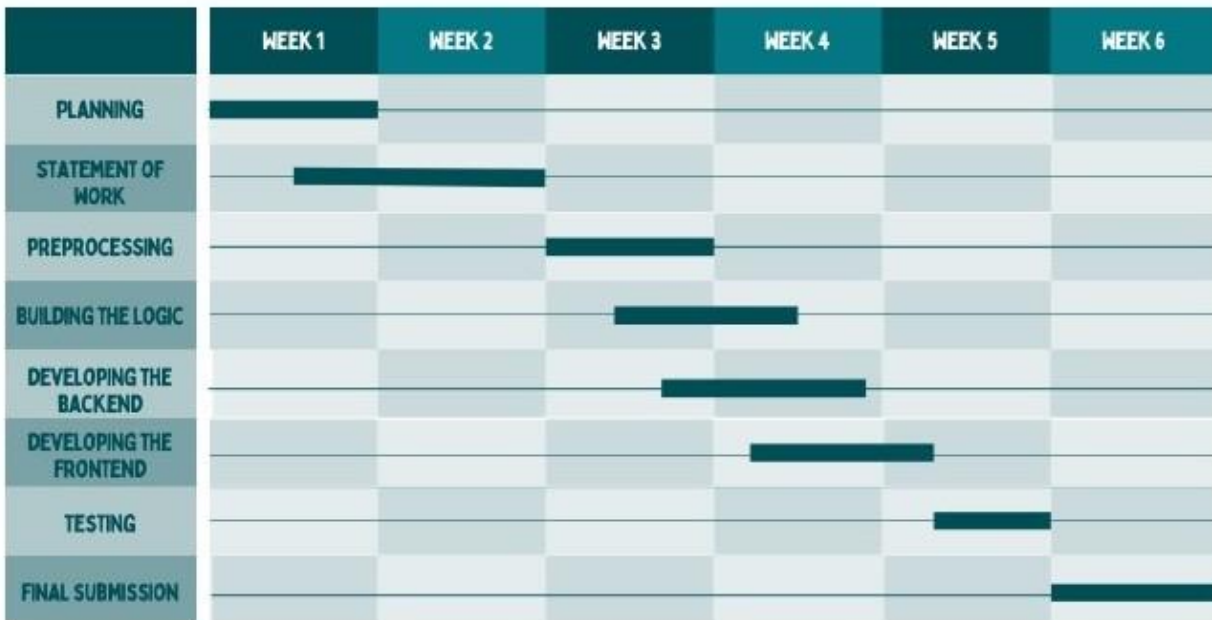 WEEK 1
WEEK 2
WEEK 3
WEEK 4
WEEK 5
WEEK 6
PLANNING
STATEMENT OF
WORK
PREPROCESSING
BUILDING THE LOGIC
DEVELOPING THE
BACKEND
DEVELOPING THE
FRONTEND
TESTING
FINAL SUBMISSION